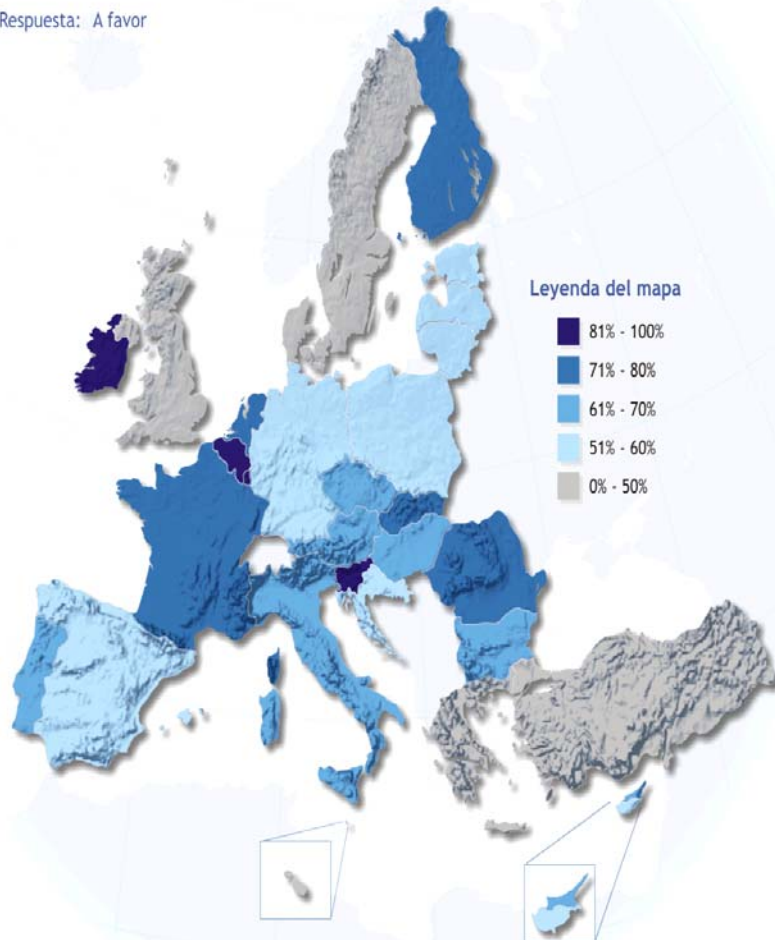 Respuesta: A favor
Leyenda del mapa
81% - 100%
71% - 80%
61% - 70%
51% - 60%
0% - 50%